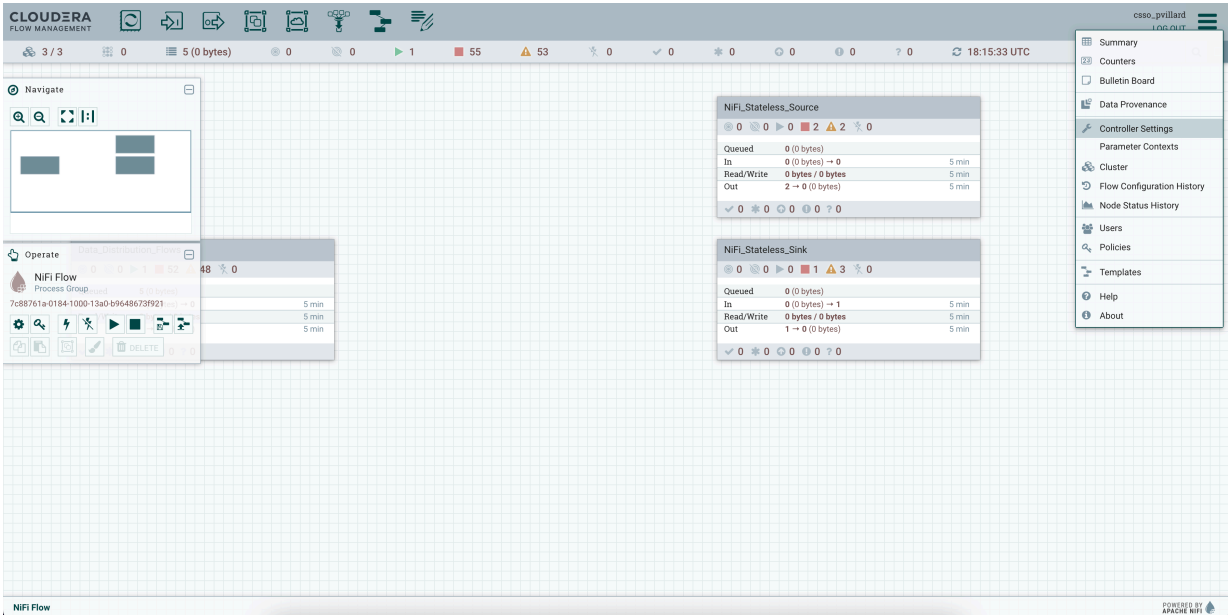 CLOUDERA
FLOW MANAGEMENT
csso_pvillard
LOG OUT
3 / 3 0 5 (0 bytes) 0 0 1 55 53 0 0 0 0 0 ? 0 18:15:33 UTC
Navigate
Operate
NiFi Flow
Process Group
7c88761a-0184-1000-13a0-b9648673f921
DELETE
Data_Distribution_Flows
0 0 1 52 48 0
5 min
5 min
5 min
NiFi_Stateless_Source
0 0 0 2 2 0
Queued 0 (0 bytes)
In 0 (0 bytes) → 0 5 min
Read/Write 0 bytes / 0 bytes 5 min
Out 2 → 0 (0 bytes) 5 min
0 0 0 0 ? 0
NiFi_Stateless_Sink
0 0 0 1 3 0
Queued 0 (0 bytes)
In 0 (0 bytes) → 1 5 min
Read/Write 0 bytes / 0 bytes 5 min
Out 1 → 0 (0 bytes) 5 min
0 0 0 0 ? 0
Summary
Counters
Bulletin Board
Data Provenance
Controller Settings
Parameter Contexts
Cluster
Flow Configuration History
Node Status History
Users
Policies
Templates
Help
About
NiFi Flow
POWERED BY
APACHE NIFI